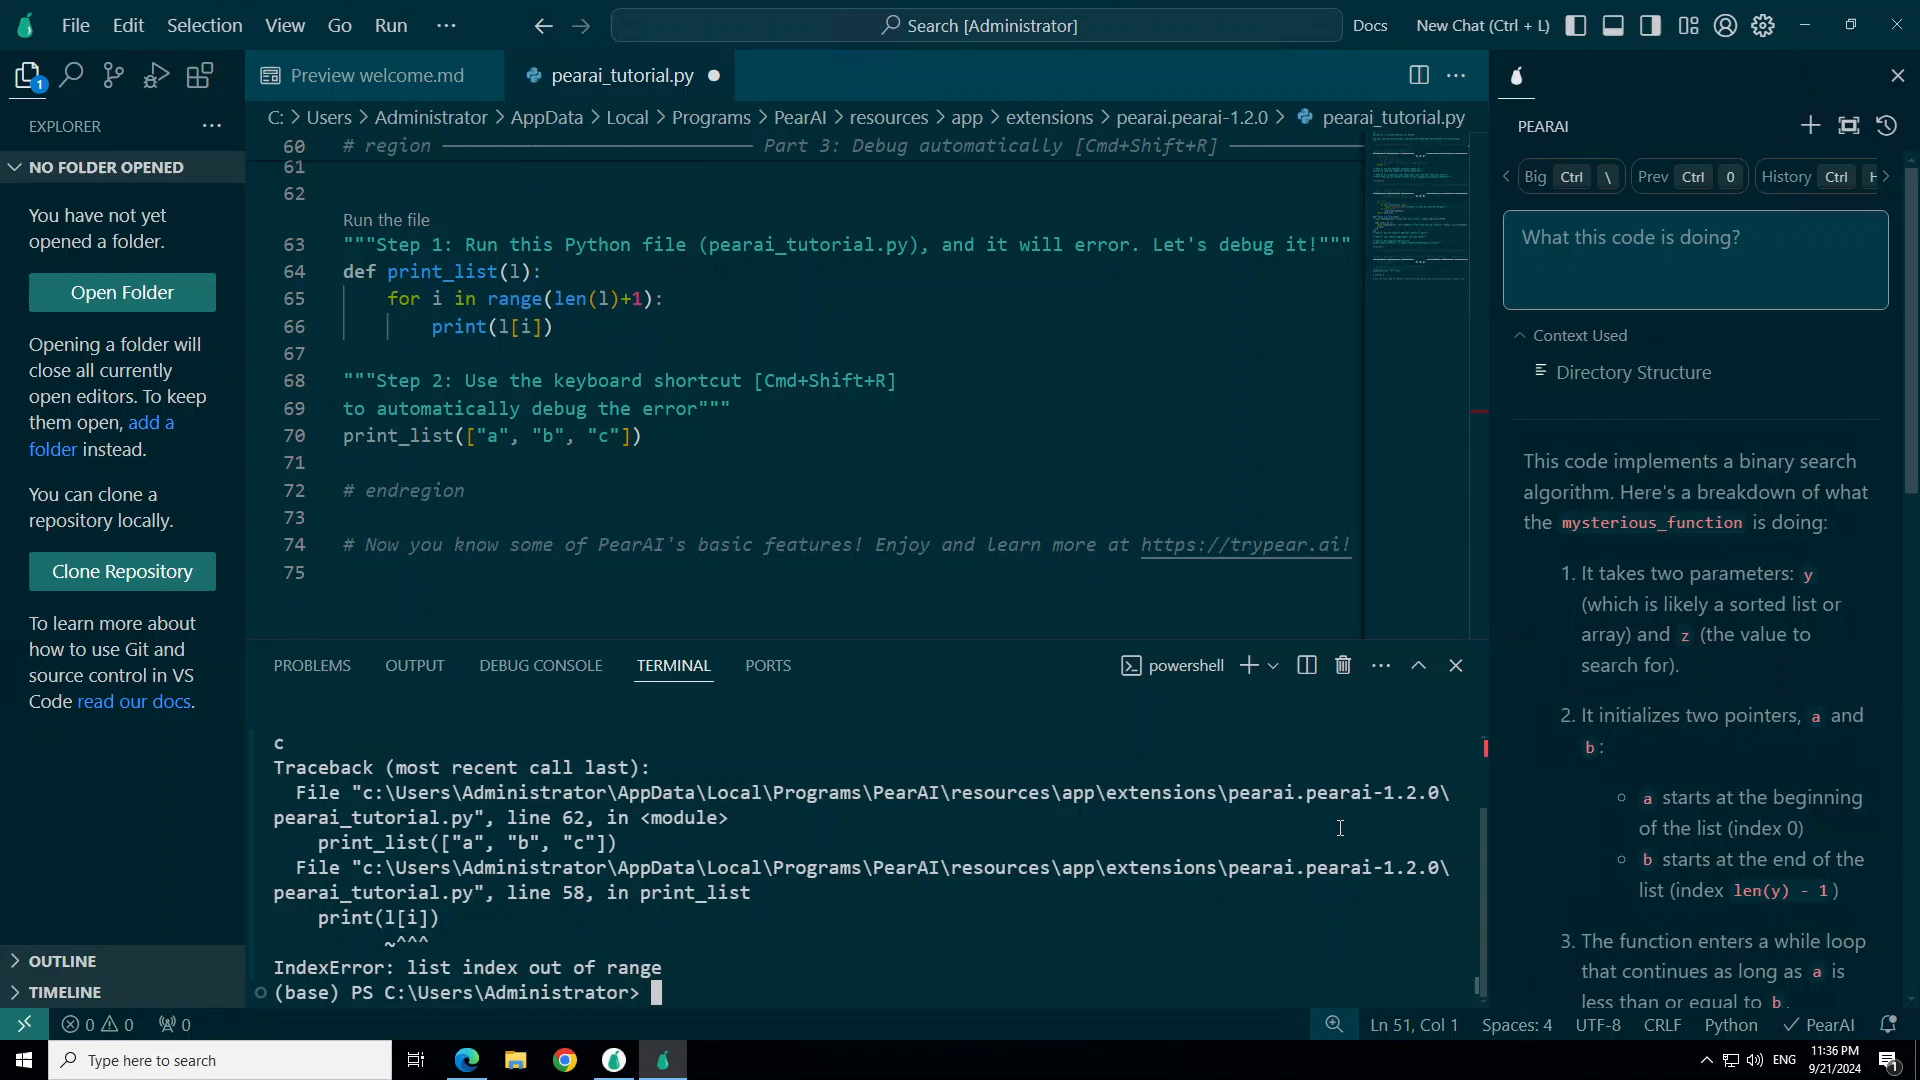 File Edit Selection View Go Run ···
Search [Administrator]
Docs New Chat (Ctrl + L)
1
EXPLORER ···
NO FOLDER OPENED
You have not yet
opened a folder.
Open Folder
Opening a folder will
close all currently
open editors. To keep
them open, add a
folder instead.
You can clone a
repository locally.
Clone Repository
To learn more about
how to use Git and
source control in VS
Code read our docs.
OUTLINE
TIMELINE
Preview welcome.md
pearai_tutorial.py
C: > Users > Administrator > AppData > Local > Programs > PearAI > resources > app > extensions > pearai.pearai-1.2.0 > pearai_tutorial.py
60 # region ──────────── Part 3: Debug automatically [Cmd+Shift+R] ────────────
61
62
Run the file
63 """Step 1: Run this Python file (pearai_tutorial.py), and it will error. Let's debug it!"""
64 def print_list(l):
65 for i in range(len(l)+1):
66 print(l[i])
67
68 """Step 2: Use the keyboard shortcut [Cmd+Shift+R]
69 to automatically debug the error"""
70 print_list(["a", "b", "c"])
71
72 # endregion
73
74 # Now you know some of PearAI's basic features! Enjoy and learn more at https://trypear.ai!
75
PROBLEMS OUTPUT DEBUG CONSOLE TERMINAL PORTS
powershell
c
Traceback (most recent call last):
File "c:\Users\Administrator\AppData\Local\Programs\PearAI\resources\app\extensions\pearai.pearai-1.2.0\
pearai_tutorial.py", line 62, in <module>
print_list(["a", "b", "c"])
File "c:\Users\Administrator\AppData\Local\Programs\PearAI\resources\app\extensions\pearai.pearai-1.2.0\
pearai_tutorial.py", line 58, in print_list
print(l[i])
~^^^
IndexError: list index out of range
(base) PS C:\Users\Administrator>
PEARAI
Big Ctrl \ Prev Ctrl 0 History Ctrl
What this code is doing?
Context Used
Directory Structure
This code implements a binary search
algorithm. Here's a breakdown of what
the mysterious_function is doing:
1. It takes two parameters: y
(which is likely a sorted list or
array) and z (the value to
search for).
2. It initializes two pointers, a and
b:
a starts at the beginning
of the list (index 0)
b starts at the end of the
list (index len(y) - 1)
3. The function enters a while loop
that continues as long as a is
less than or equal to b.
0 0 0
Ln 51, Col 1 Spaces: 4 UTF-8 CRLF Python PearAI
Type here to search
ENG
11:36 PM
9/21/2024
1